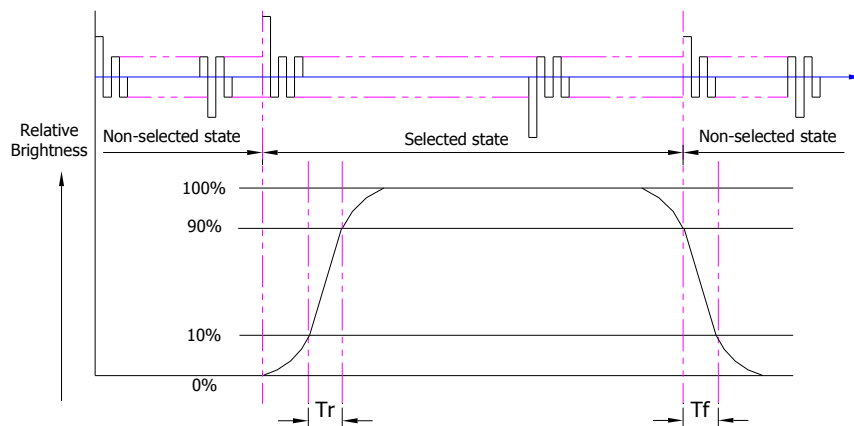 Relative
Brightness
Non-selected state
Selected state
Non-selected state
100%
90%
10%
0%
Tr
Tf